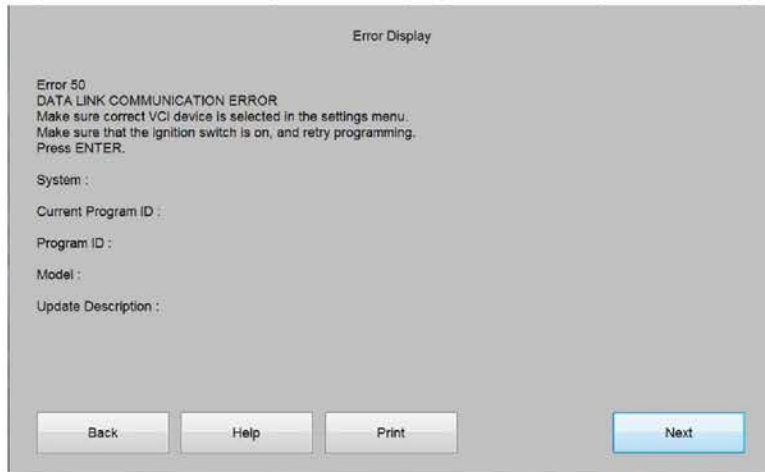 Error Display
Error 50
DATA LINK COMMUNICATION ERROR
Make sure correct VCI device is selected in the settings menu.
Make sure that the ignition switch is on, and retry programming.
Press ENTER.
System :
Current Program ID :
Program ID :
Model :
Update Description :
Back
Help
Print
Next